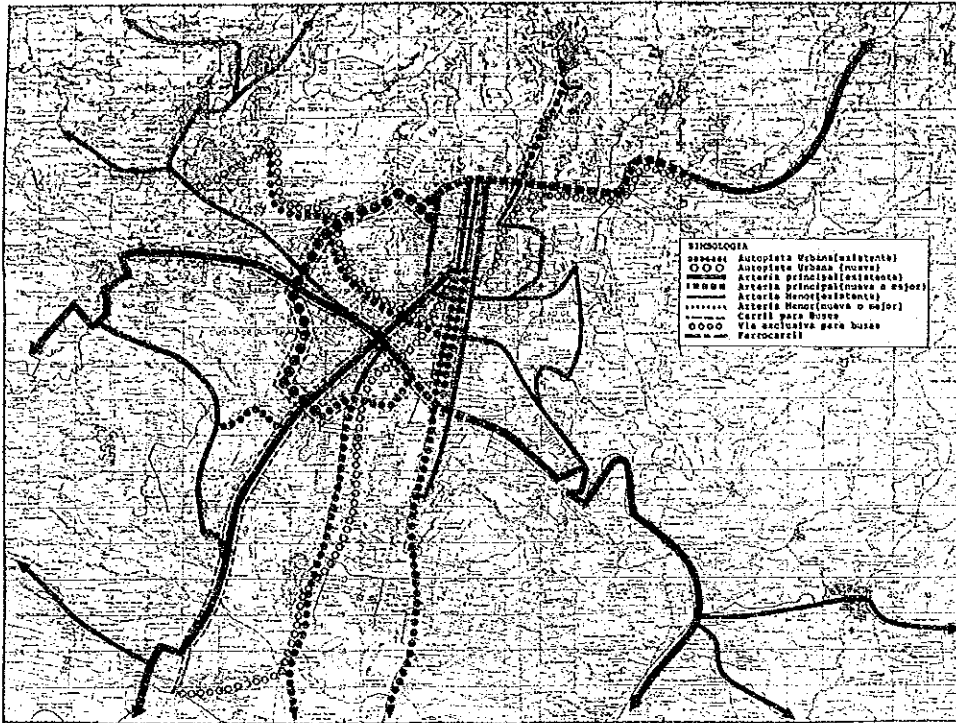 SIMBOLOGIA
Autopista Urbana(existente)
Autopista Urbana (nueva)
Arteria principal(existente)
Arteria principal(nueva o mejor)
Arteria Menor(existente)
Arteria Menor(nueva o mejor)
Carril para Buses
Via exclusiva para buses
Ferrocarril